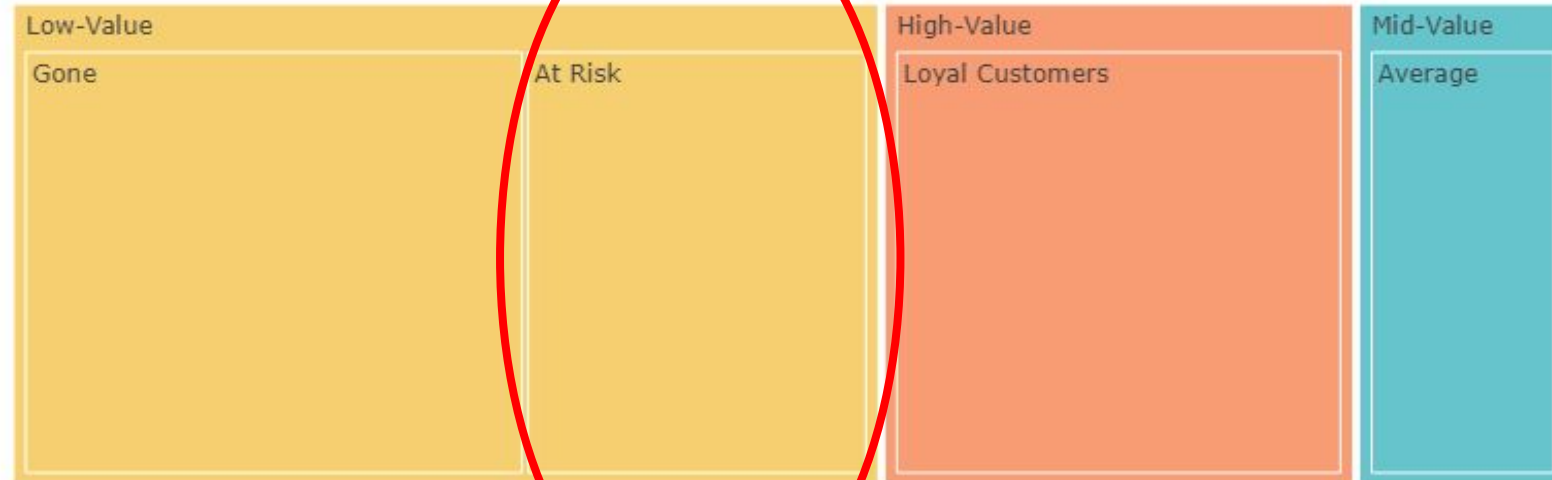 Low-Value
Gone
At Risk
High-Value
Loyal Customers
Mid-Value
Average